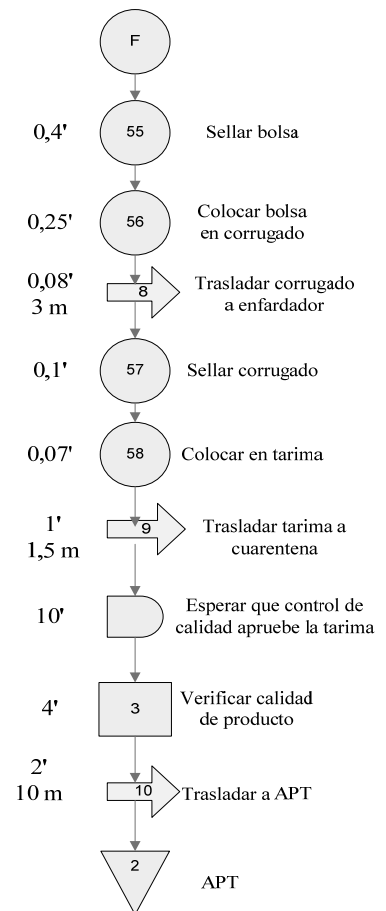 F
0,4'
55
Sellar bolsa
0,25'
56
Colocar bolsa
en corrugado
0,08'
3 m
8
Trasladar corrugado
a enfardador
0,1'
57
Sellar corrugado
0,07'
58
Colocar en tarima
1'
1,5 m
9
Trasladar tarima a
cuarentena
10'
Esperar que control de
calidad apruebe la tarima
4'
3
Verificar calidad
de producto
2'
10 m
10
Trasladar a APT
2
APT